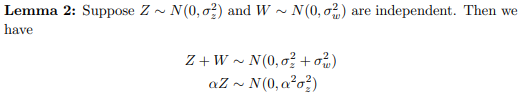 Lemma 2: Suppose Z ∼ N(0, σ_z^2) and W ∼ N(0, σ_w^2) are independent. Then we
have
Z + W ∼ N(0, σ_z^2 + σ_w^2)
αZ ∼ N(0, α^2σ_z^2)